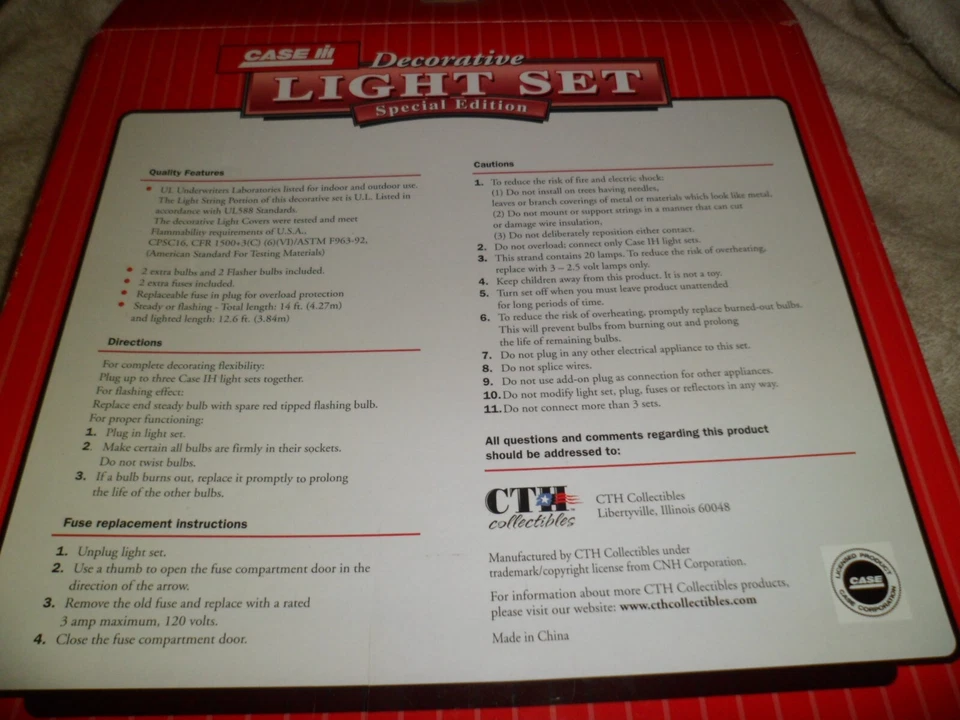 CASE IH
Decorative
LIGHT SET
Special Edition
Quality Features
• UL Underwriters Laboratories listed for indoor and outdoor use.
The Light String Portion of this decorative set is U.L. Listed in
accordance with UL588 Standards.
The decorative Light Covers were tested and meet
Flammability requirements of U.S.A.,
CPSC16, CFR 1500+3(C) (6)(VI)/ASTM F963-92,
(American Standard For Testing Materials)
• 2 extra bulbs and 2 Flasher bulbs included.
• 2 extra fuses included.
• Replaceable fuse in plug for overload protection
• Steady or flashing - Total length: 14 ft. (4.27m)
and lighted length: 12.6 ft. (3.84m)
Directions
For complete decorating flexibility:
Plug up to three Case IH light sets together.
For flashing effect:
Replace end steady bulb with spare red tipped flashing bulb.
For proper functioning:
1. Plug in light set.
2. Make certain all bulbs are firmly in their sockets.
Do not twist bulbs.
3. If a bulb burns out, replace it promptly to prolong
the life of the other bulbs.
Fuse replacement instructions
1. Unplug light set.
2. Use a thumb to open the fuse compartment door in the
direction of the arrow.
3. Remove the old fuse and replace with a rated
3 amp maximum, 120 volts.
4. Close the fuse compartment door.
Cautions
1. To reduce the risk of fire and electric shock:
(1) Do not install on trees having needles,
leaves or branch coverings of metal or materials which look like metal.
(2) Do not mount or support strings in a manner that can cut
or damage wire insulation.
(3) Do not deliberately reposition either contact.
2. Do not overload; connect only Case IH light sets.
3. This strand contains 20 lamps. To reduce the risk of overheating,
replace with 3 – 2.5 volt lamps only.
4. Keep children away from this product. It is not a toy.
5. Turn set off when you must leave product unattended
for long periods of time.
6. To reduce the risk of overheating, promptly replace burned-out bulbs.
This will prevent bulbs from burning out and prolong
the life of remaining bulbs.
7. Do not plug in any other electrical appliance to this set.
8. Do not splice wires.
9. Do not use add-on plug as connection for other appliances.
10. Do not modify light set, plug, fuses or reflectors in any way.
11. Do not connect more than 3 sets.
All questions and comments regarding this product
should be addressed to:
CTH
collectibles
CTH Collectibles
Libertyville, Illinois 60048
Manufactured by CTH Collectibles under
trademark/copyright license from CNH Corporation.
For information about more CTH Collectibles products,
please visit our website: www.cthcollectibles.com
Made in China
LICENSED PRODUCT
CASE
CASE CORPORATION